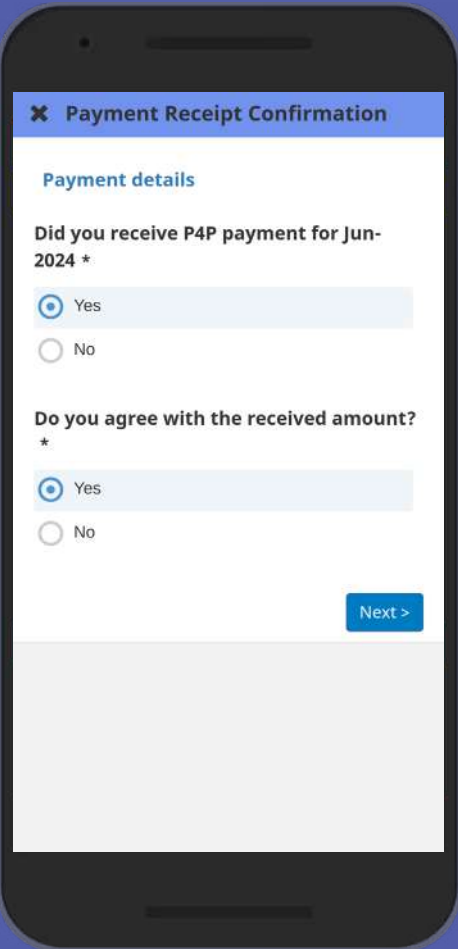 ✖ Payment Receipt Confirmation
Payment details
Did you receive P4P payment for Jun-
2024 *
Yes
No
Do you agree with the received amount?
*
Yes
No
Next >